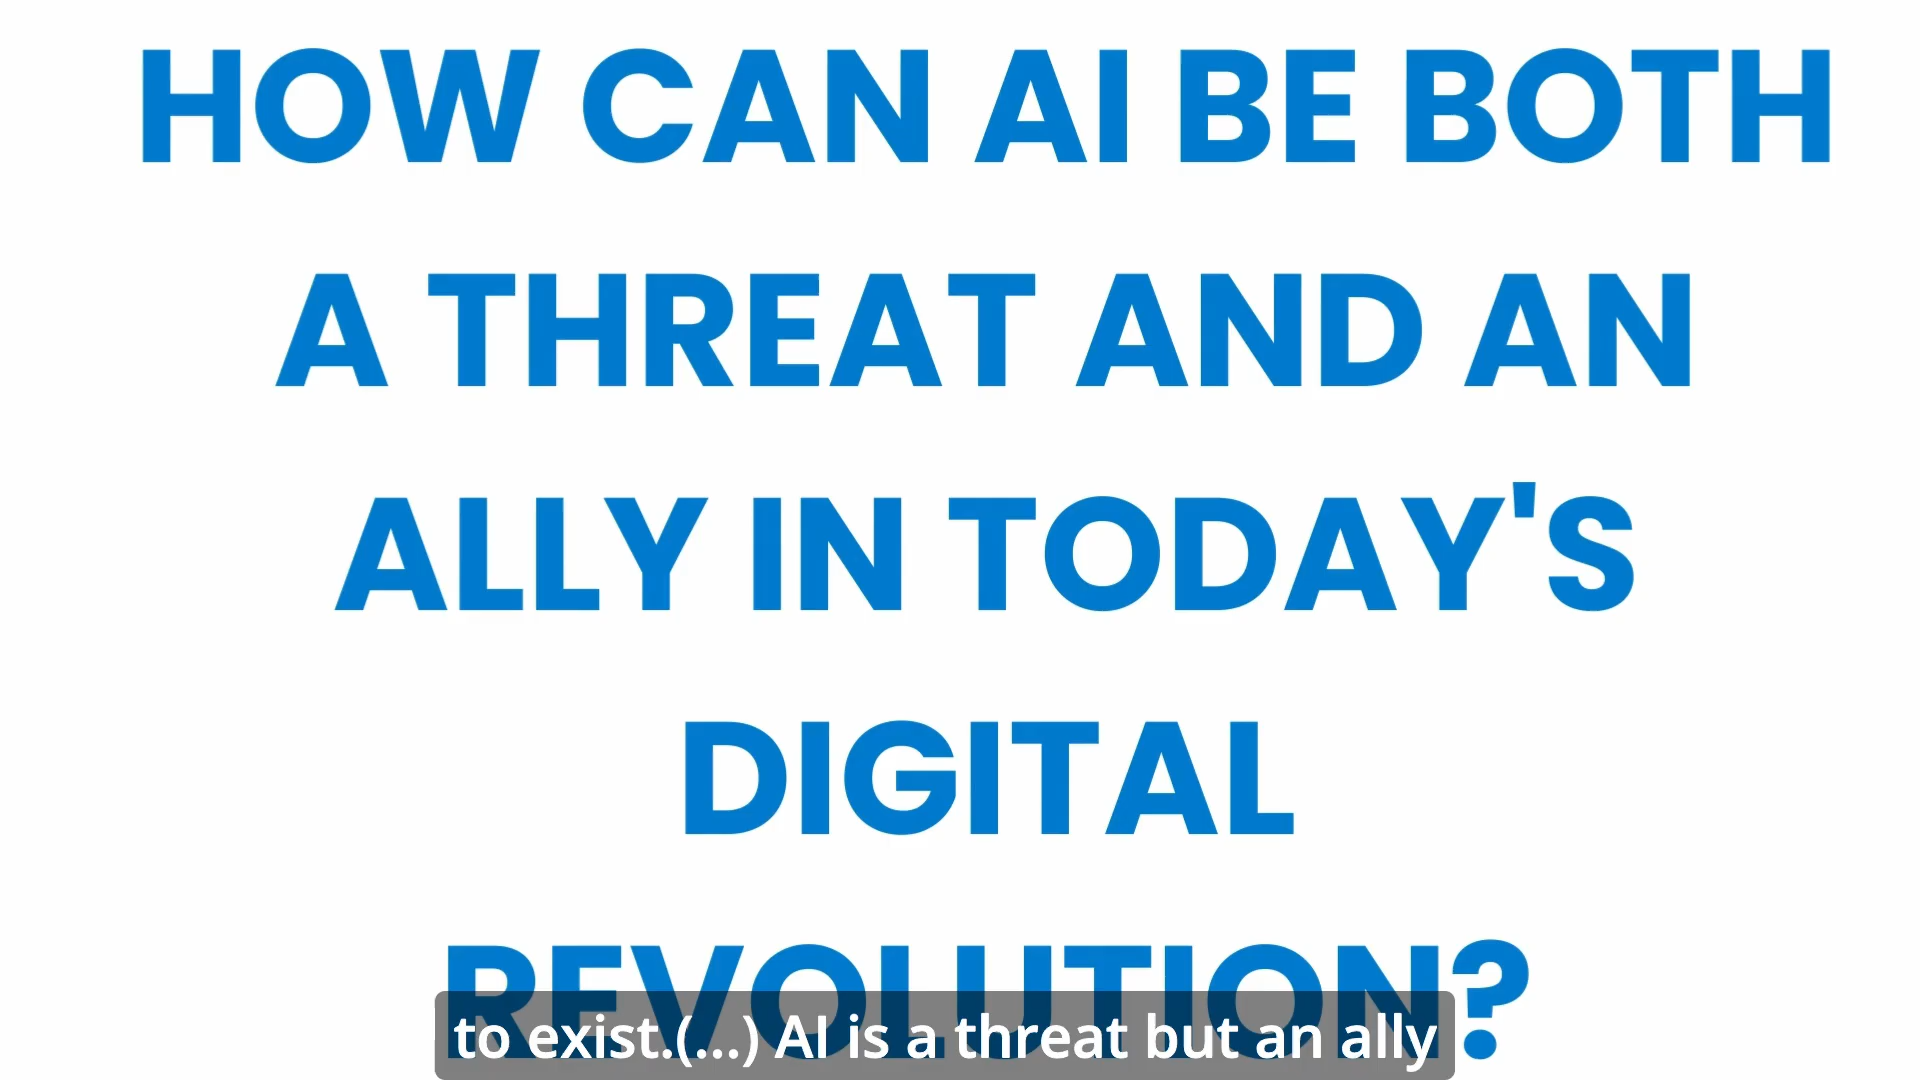 HOW CAN AI BE BOTH
A THREAT AND AN
ALLY IN TODAY'S
DIGITAL
REVOLUTION?
to exist.(...) AI is a threat but an ally